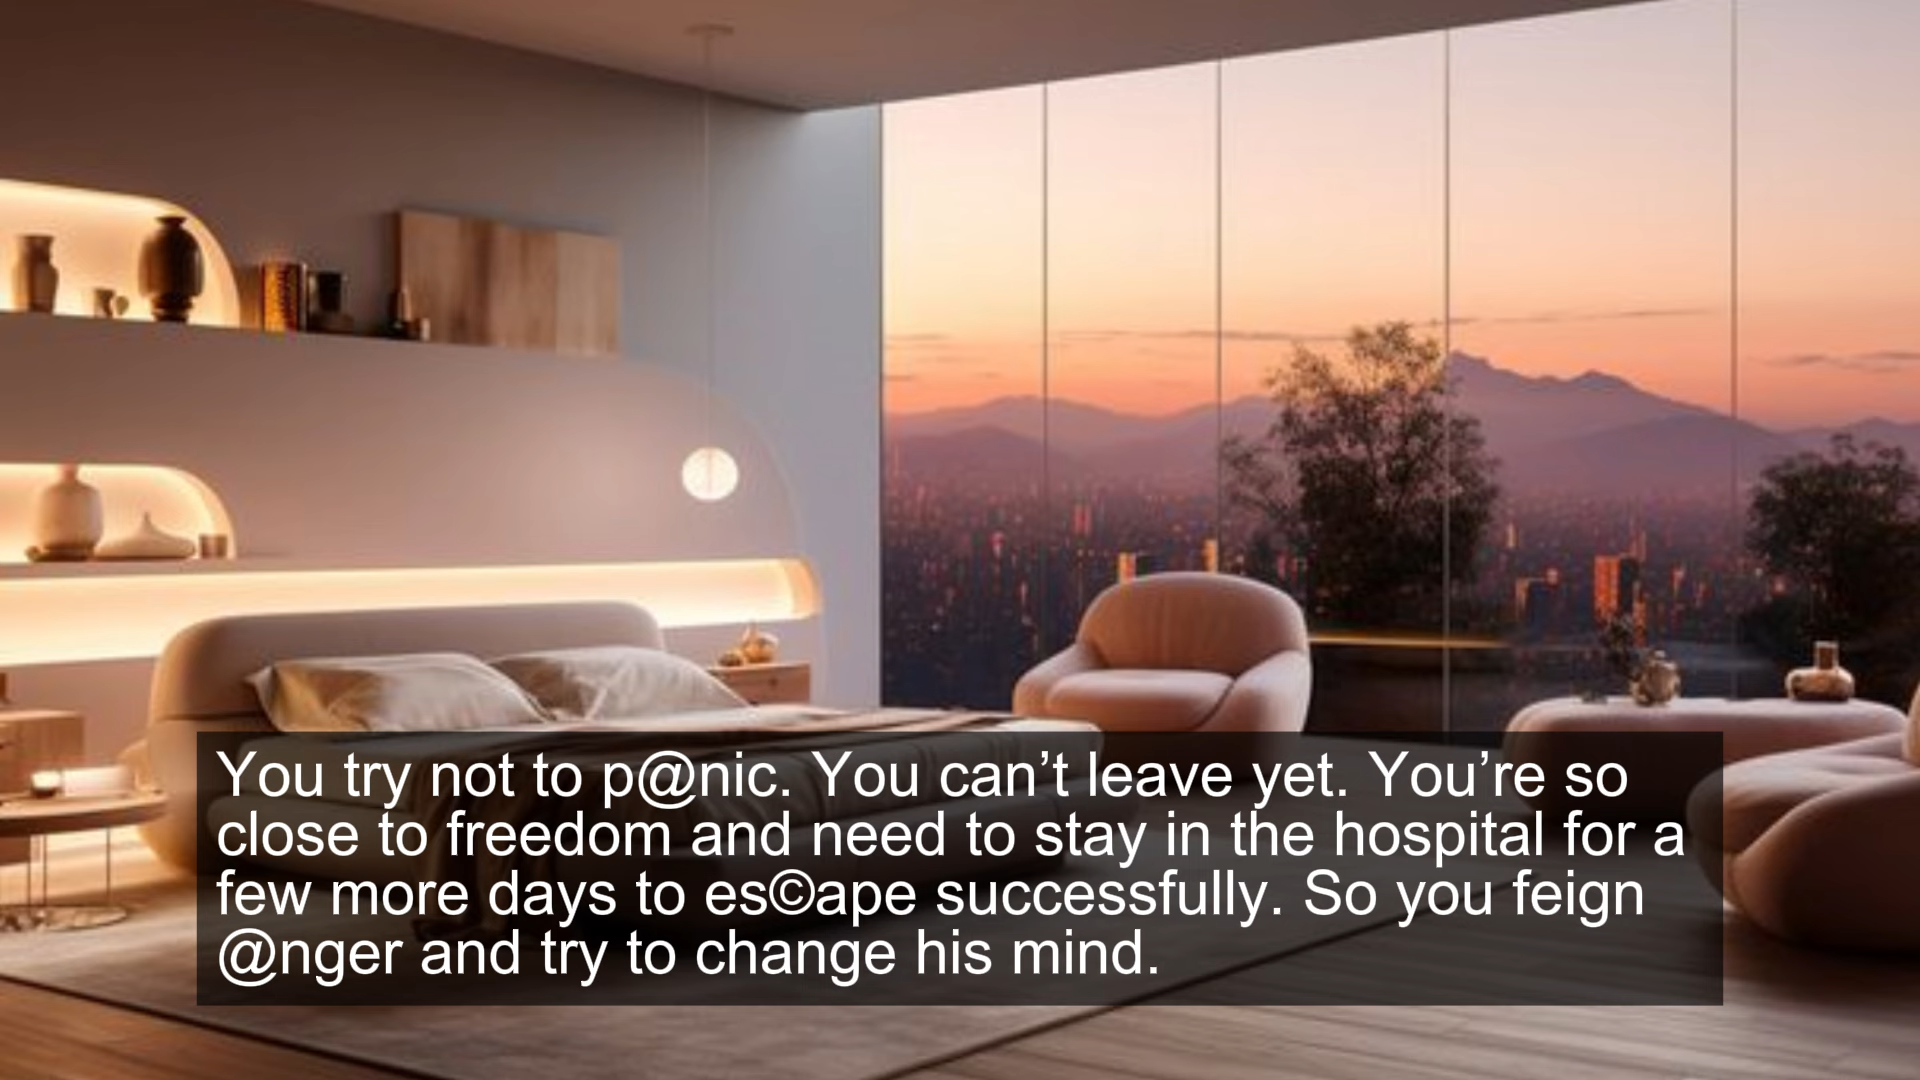 You try not to p@nic. You can’t leave yet. You’re so
close to freedom and need to stay in the hospital for a
few more days to es©ape successfully. So you feign
@nger and try to change his mind.